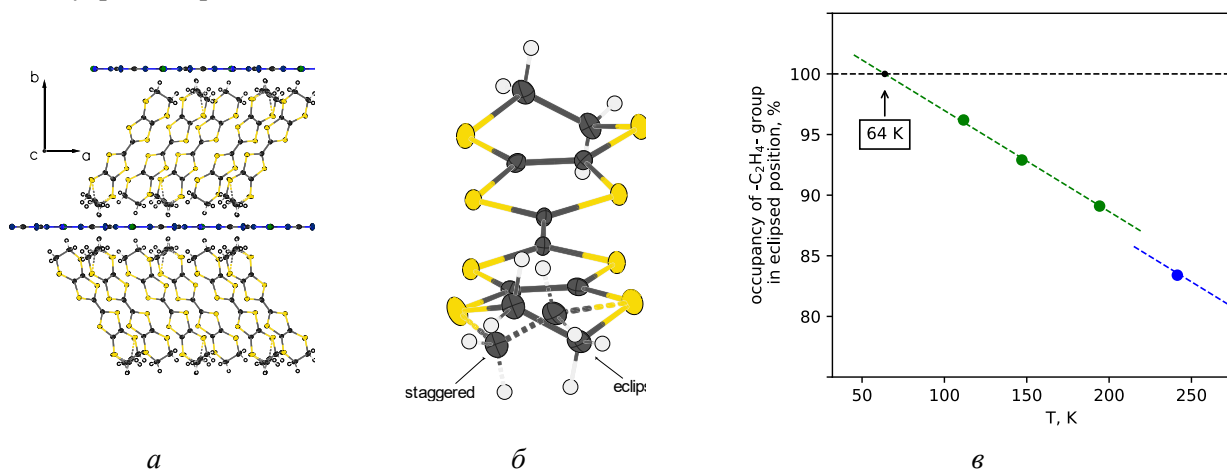 b
c
a
staggered
100
95
90
85
80
50
100
150
200
250
64 K
occupancy of -C₂H₄- group
in eclipsed position, %
T, K
а
б
в